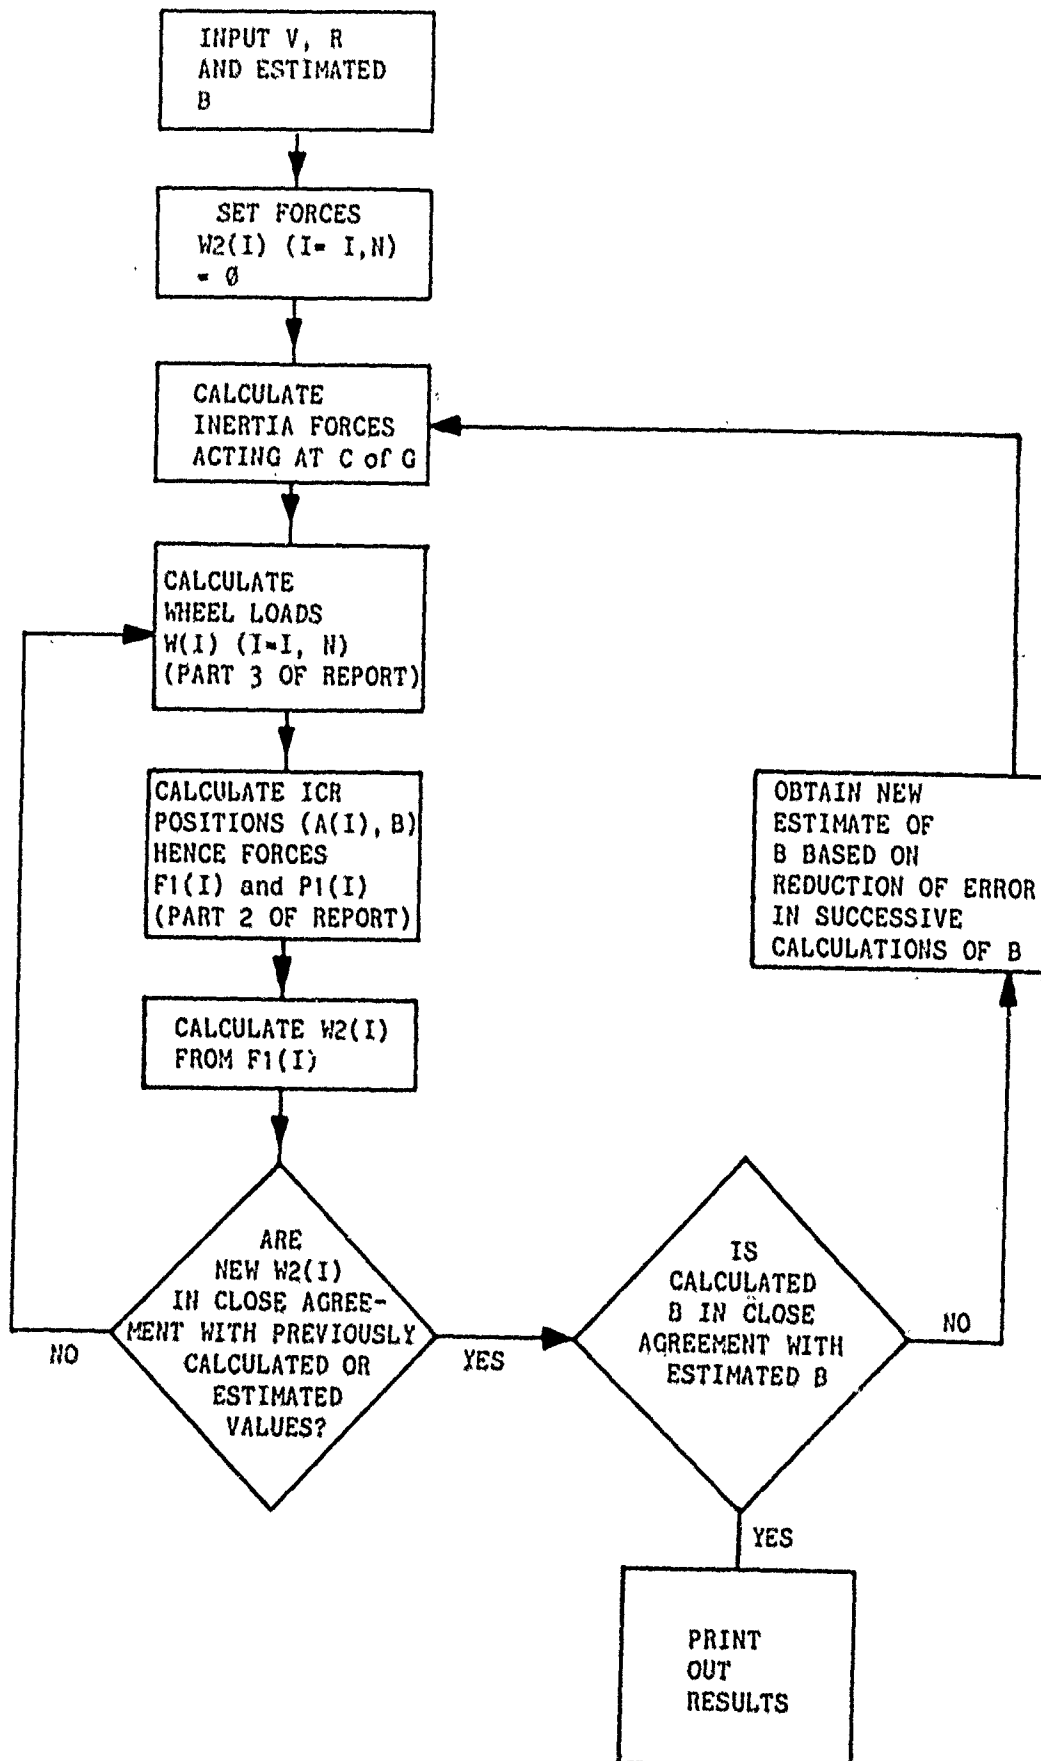 INPUT V, R
AND ESTIMATED
B
SET FORCES
W2(I) (I= I,N)
= Ø
CALCULATE
INERTIA FORCES
ACTING AT C of G
CALCULATE
WHEEL LOADS
W(I) (I=I, N)
(PART 3 OF REPORT)
CALCULATE ICR
POSITIONS (A(I), B)
HENCE FORCES
F1(I) and P1(I)
(PART 2 OF REPORT)
CALCULATE W2(I)
FROM F1(I)
ARE
NEW W2(I)
IN CLOSE AGREE-
MENT WITH PREVIOUSLY
CALCULATED OR
ESTIMATED
VALUES?
NO
YES
IS
CALCULATED
B IN CLOSE
AGREEMENT WITH
ESTIMATED B
NO
YES
OBTAIN NEW
ESTIMATE OF
B BASED ON
REDUCTION OF ERROR
IN SUCCESSIVE
CALCULATIONS OF B
PRINT
OUT
RESULTS